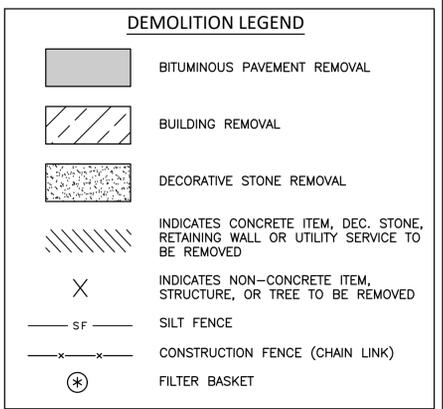 DEMOLITION LEGEND
BITUMINOUS PAVEMENT REMOVAL
BUILDING REMOVAL
DECORATIVE STONE REMOVAL
INDICATES CONCRETE ITEM, DEC. STONE,
RETAINING WALL OR UTILITY SERVICE TO
BE REMOVED
INDICATES NON-CONCRETE ITEM,
STRUCTURE, OR TREE TO BE REMOVED
SF SILT FENCE
x x CONSTRUCTION FENCE (CHAIN LINK)
FILTER BASKET